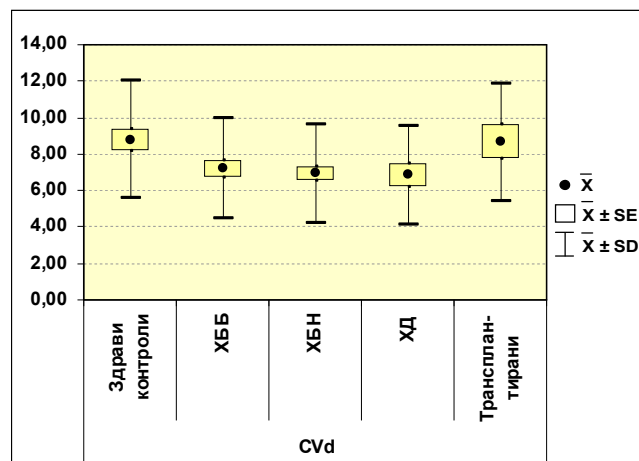 14,00
12,00
10,00
8,00
6,00
4,00
2,00
0,00
Здрави
контроли
ХББ
ХБН
ХД
Трансплан-
тирани
CVd
X
X ± SE
X ± SD